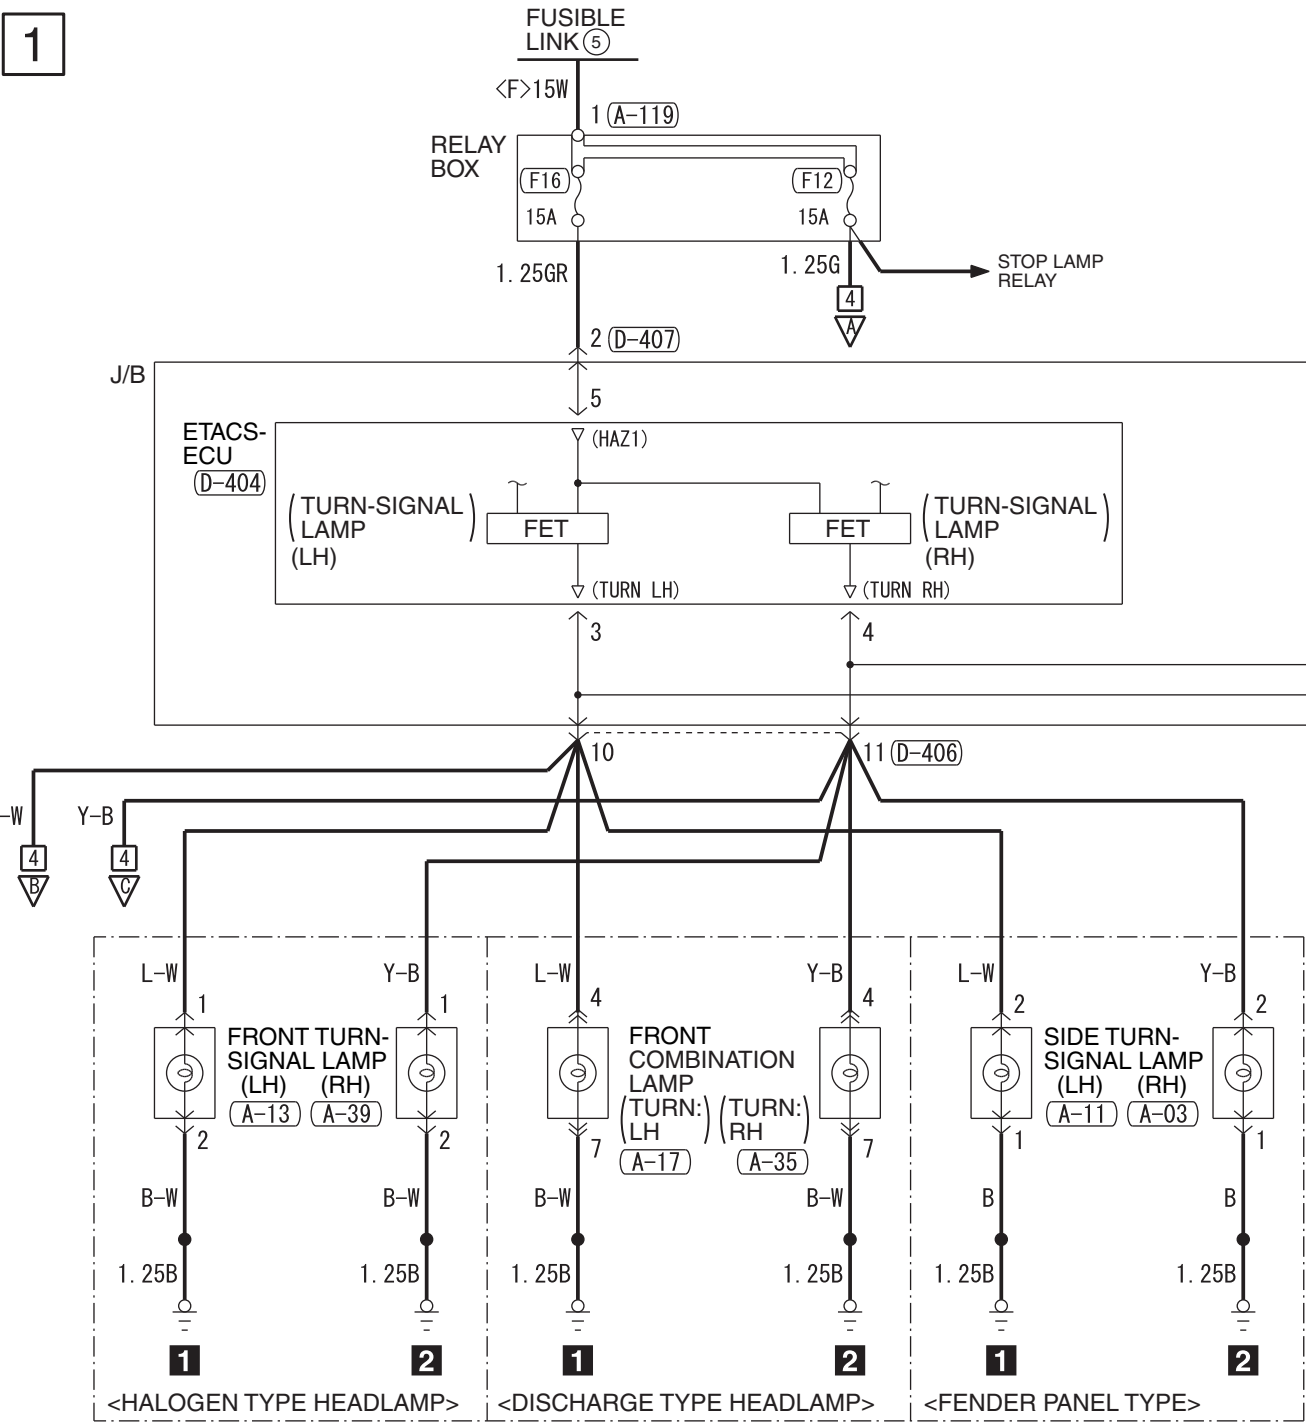 1
FUSIBLE
LINK 5
<F>15W
1 A-119
RELAY
BOX
F16
F12
15A
15A
1.25GR
1.25G
STOP LAMP
RELAY
4
A
2 D-407
J/B
5
ETACS-
ECU
D-404
(HAZ1)
(TURN-SIGNAL
LAMP)
(LH)
FET
FET
(TURN-SIGNAL
LAMP)
(RH)
(TURN LH)
(TURN RH)
3
4
10
11 D-406
-W
Y-B
4
4
B
C
L-W
Y-B
L-W
Y-B
L-W
Y-B
1
1
4
4
2
2
FRONT TURN-
SIGNAL LAMP
(LH) (RH)
A-13 A-39
FRONT
COMBINATION
LAMP
(TURN:
LH) (TURN:
RH)
A-17 A-35
SIDE TURN-
SIGNAL LAMP
(LH) (RH)
A-11 A-03
2
2
7
7
1
1
B-W
B-W
B-W
B-W
B
B
1.25B
1.25B
1.25B
1.25B
1.25B
1.25B
1
2
1
2
1
2
<HALOGEN TYPE HEADLAMP>
<DISCHARGE TYPE HEADLAMP>
<FENDER PANEL TYPE>